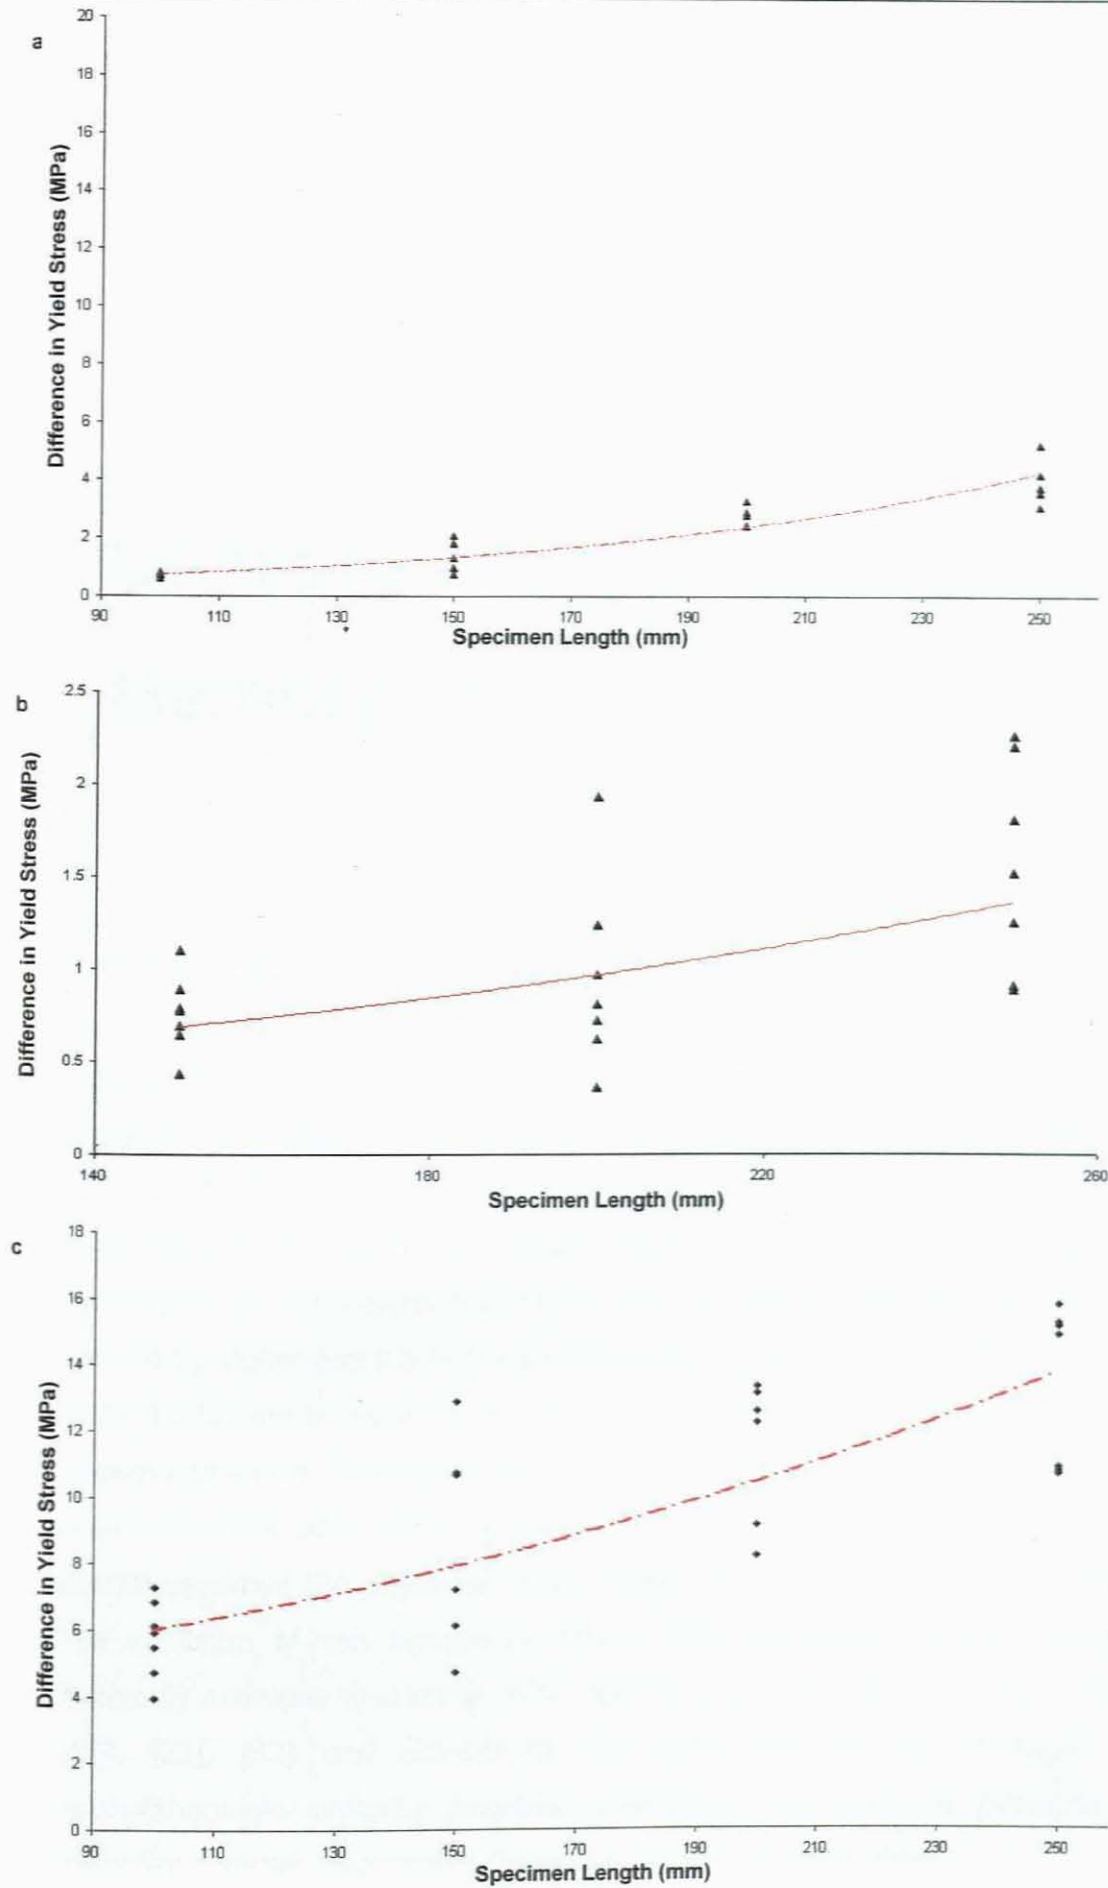 a
Difference in Yield Stress (MPa)
20
18
16
14
12
10
8
6
4
2
0
90 110 130 150 170 190 210 230 250
Specimen Length (mm)
b
Difference in Yield Stress (MPa)
2.5
2
1.5
1
0.5
0
140 180 220 260
Specimen Length (mm)
c
Difference in Yield Stress (MPa)
18
16
14
12
10
8
6
4
2
0
90 110 130 150 170 190 210 230 250
Specimen Length (mm)